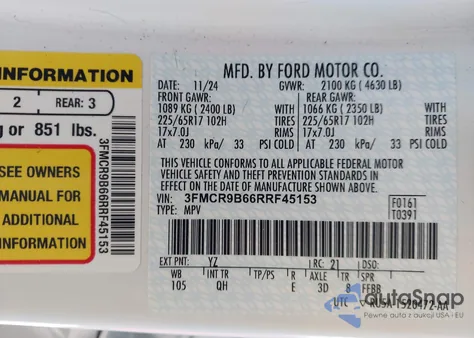 INFORMATION
2 REAR: 3
or 851 lbs.
SEE OWNERS
MANUAL FOR
ADDITIONAL
INFORMATION
3FMCR9B66RRF45153
MFD. BY FORD MOTOR CO.
DATE: 11/24 GVWR: 2100 KG ( 4630 LB)
FRONT GAWR: REAR GAWR:
1089 KG ( 2400 LB) WITH 1066 KG ( 2350 LB) WITH
225/65R17 102H TIRES 225/65R17 102H TIRES
17x7.0J RIMS 17x7.0J RIMS
AT 230 kPa/ 33 PSI COLD AT 230 kPa/ 33 PSI COLD
THIS VEHICLE CONFORMS TO ALL APPLICABLE FEDERAL MOTOR
VEHICLE SAFETY AND THEFT PREVENTION STANDARDS IN
EFFECT ON THE DATE OF MANUFACTURE SHOWN ABOVE.
VIN: 3FMCR9B66RRF45153 F0161
TYPE: MPV T0391
EXT PNT: YZ RC: 21 DSO:
WB INT TR TP/PS R AXLE TR SPR
105 QH E 3D 8 FFBR
UTC
autoSnap
Pewne auto z aukcji USA - EU